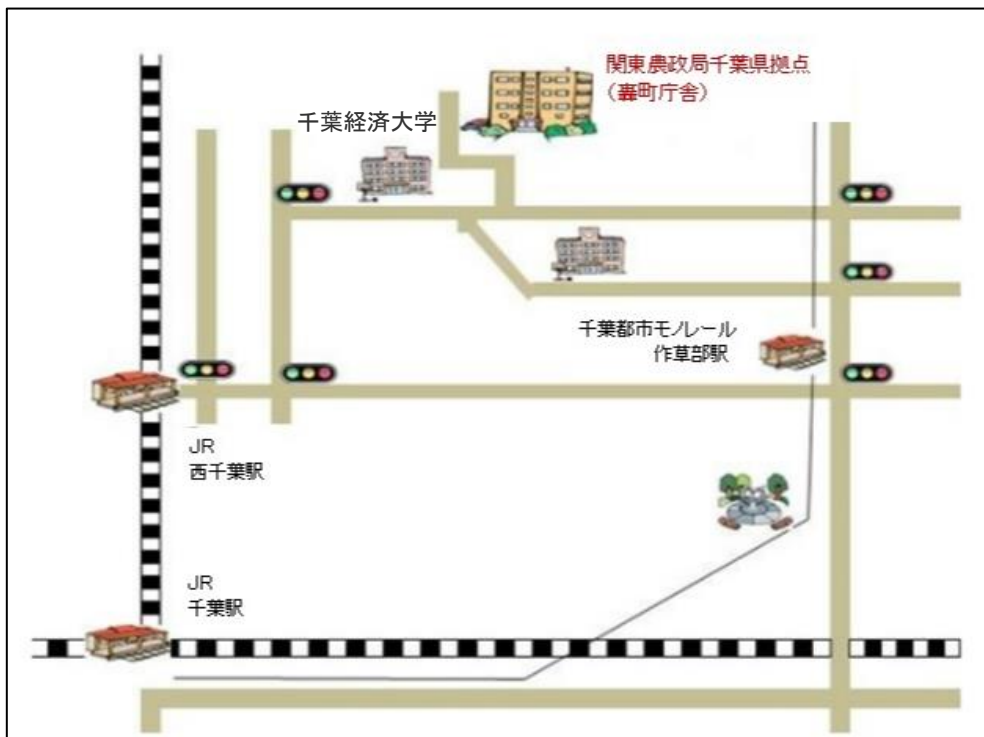 関東農政局千葉県拠点
（轟町庁舎）
千葉経済大学
千葉都市モノレール
作草部駅
JR
西千葉駅
JR
千葉駅